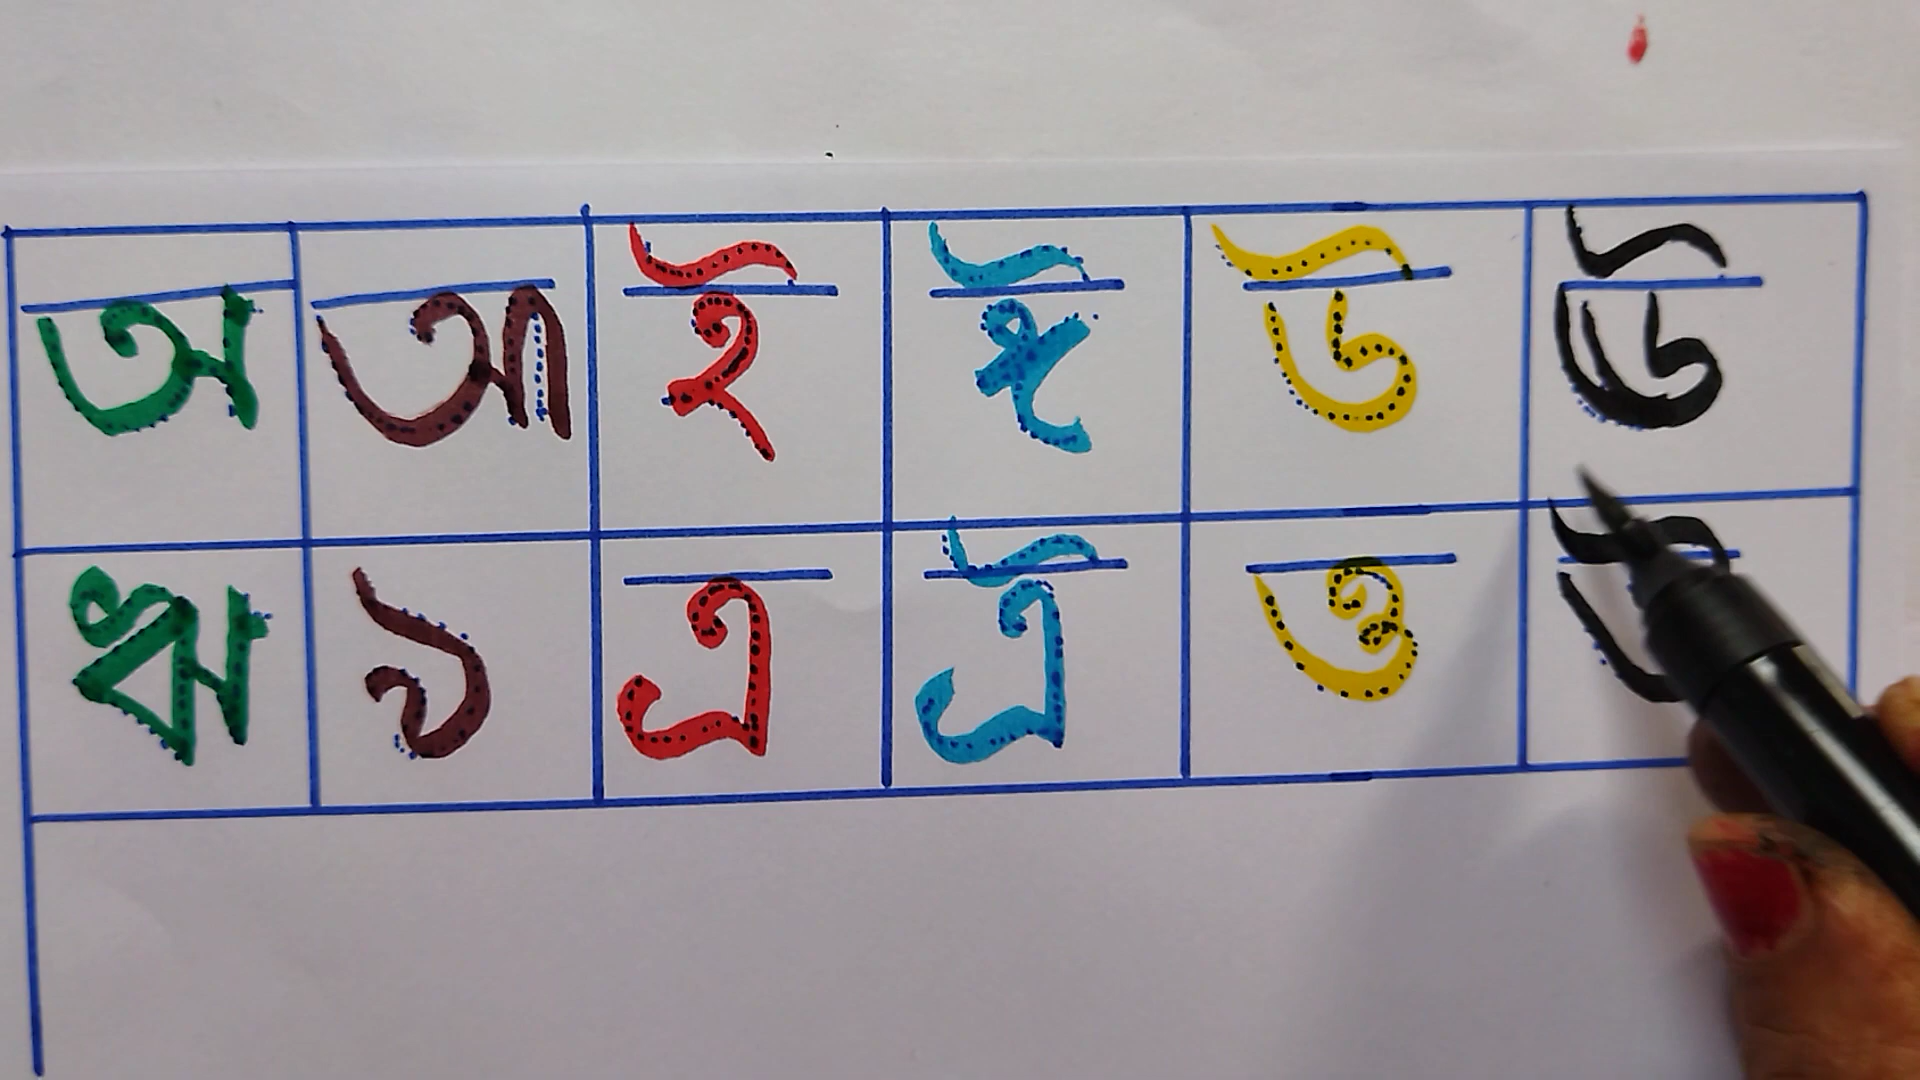 অ আ ই ঈ উ ঊ
ঋ ঌ এ ঐ ও